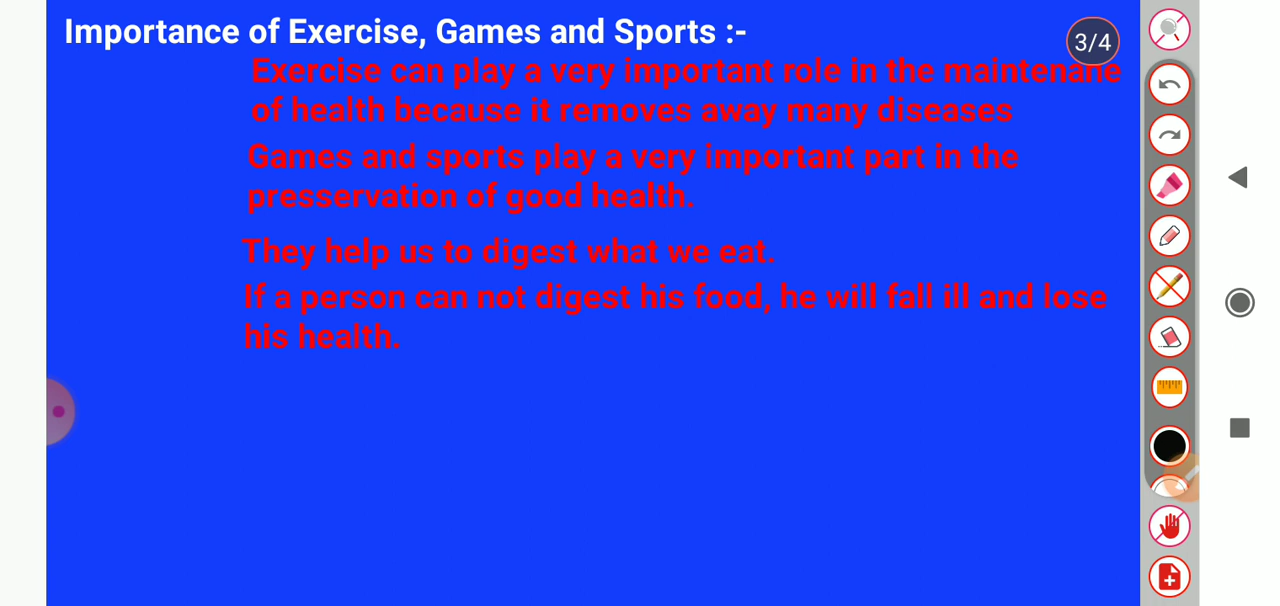 Importance of Exercise, Games and Sports :-
3/4
Exercise can play a very important role in the maintenane
of health because it removes away many diseases
Games and sports play a very important part in the
presservation of good health.
They help us to digest what we eat.
If a person can not digest his food, he will fall ill and lose
his health.